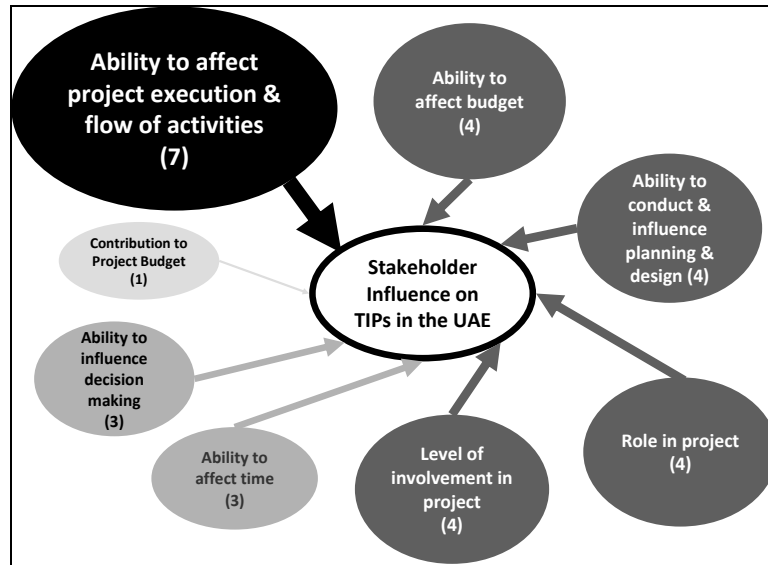 Ability to affect
project execution &
flow of activities
(7)
Ability to
affect budget
(4)
Ability to
conduct &
influence
planning &
design (4)
Contribution to
Project Budget
(1)
Stakeholder
Influence on
TIPs in the UAE
Ability to
influence
decision
making
(3)
Ability to
affect time
(3)
Level of
involvement in
project
(4)
Role in project
(4)